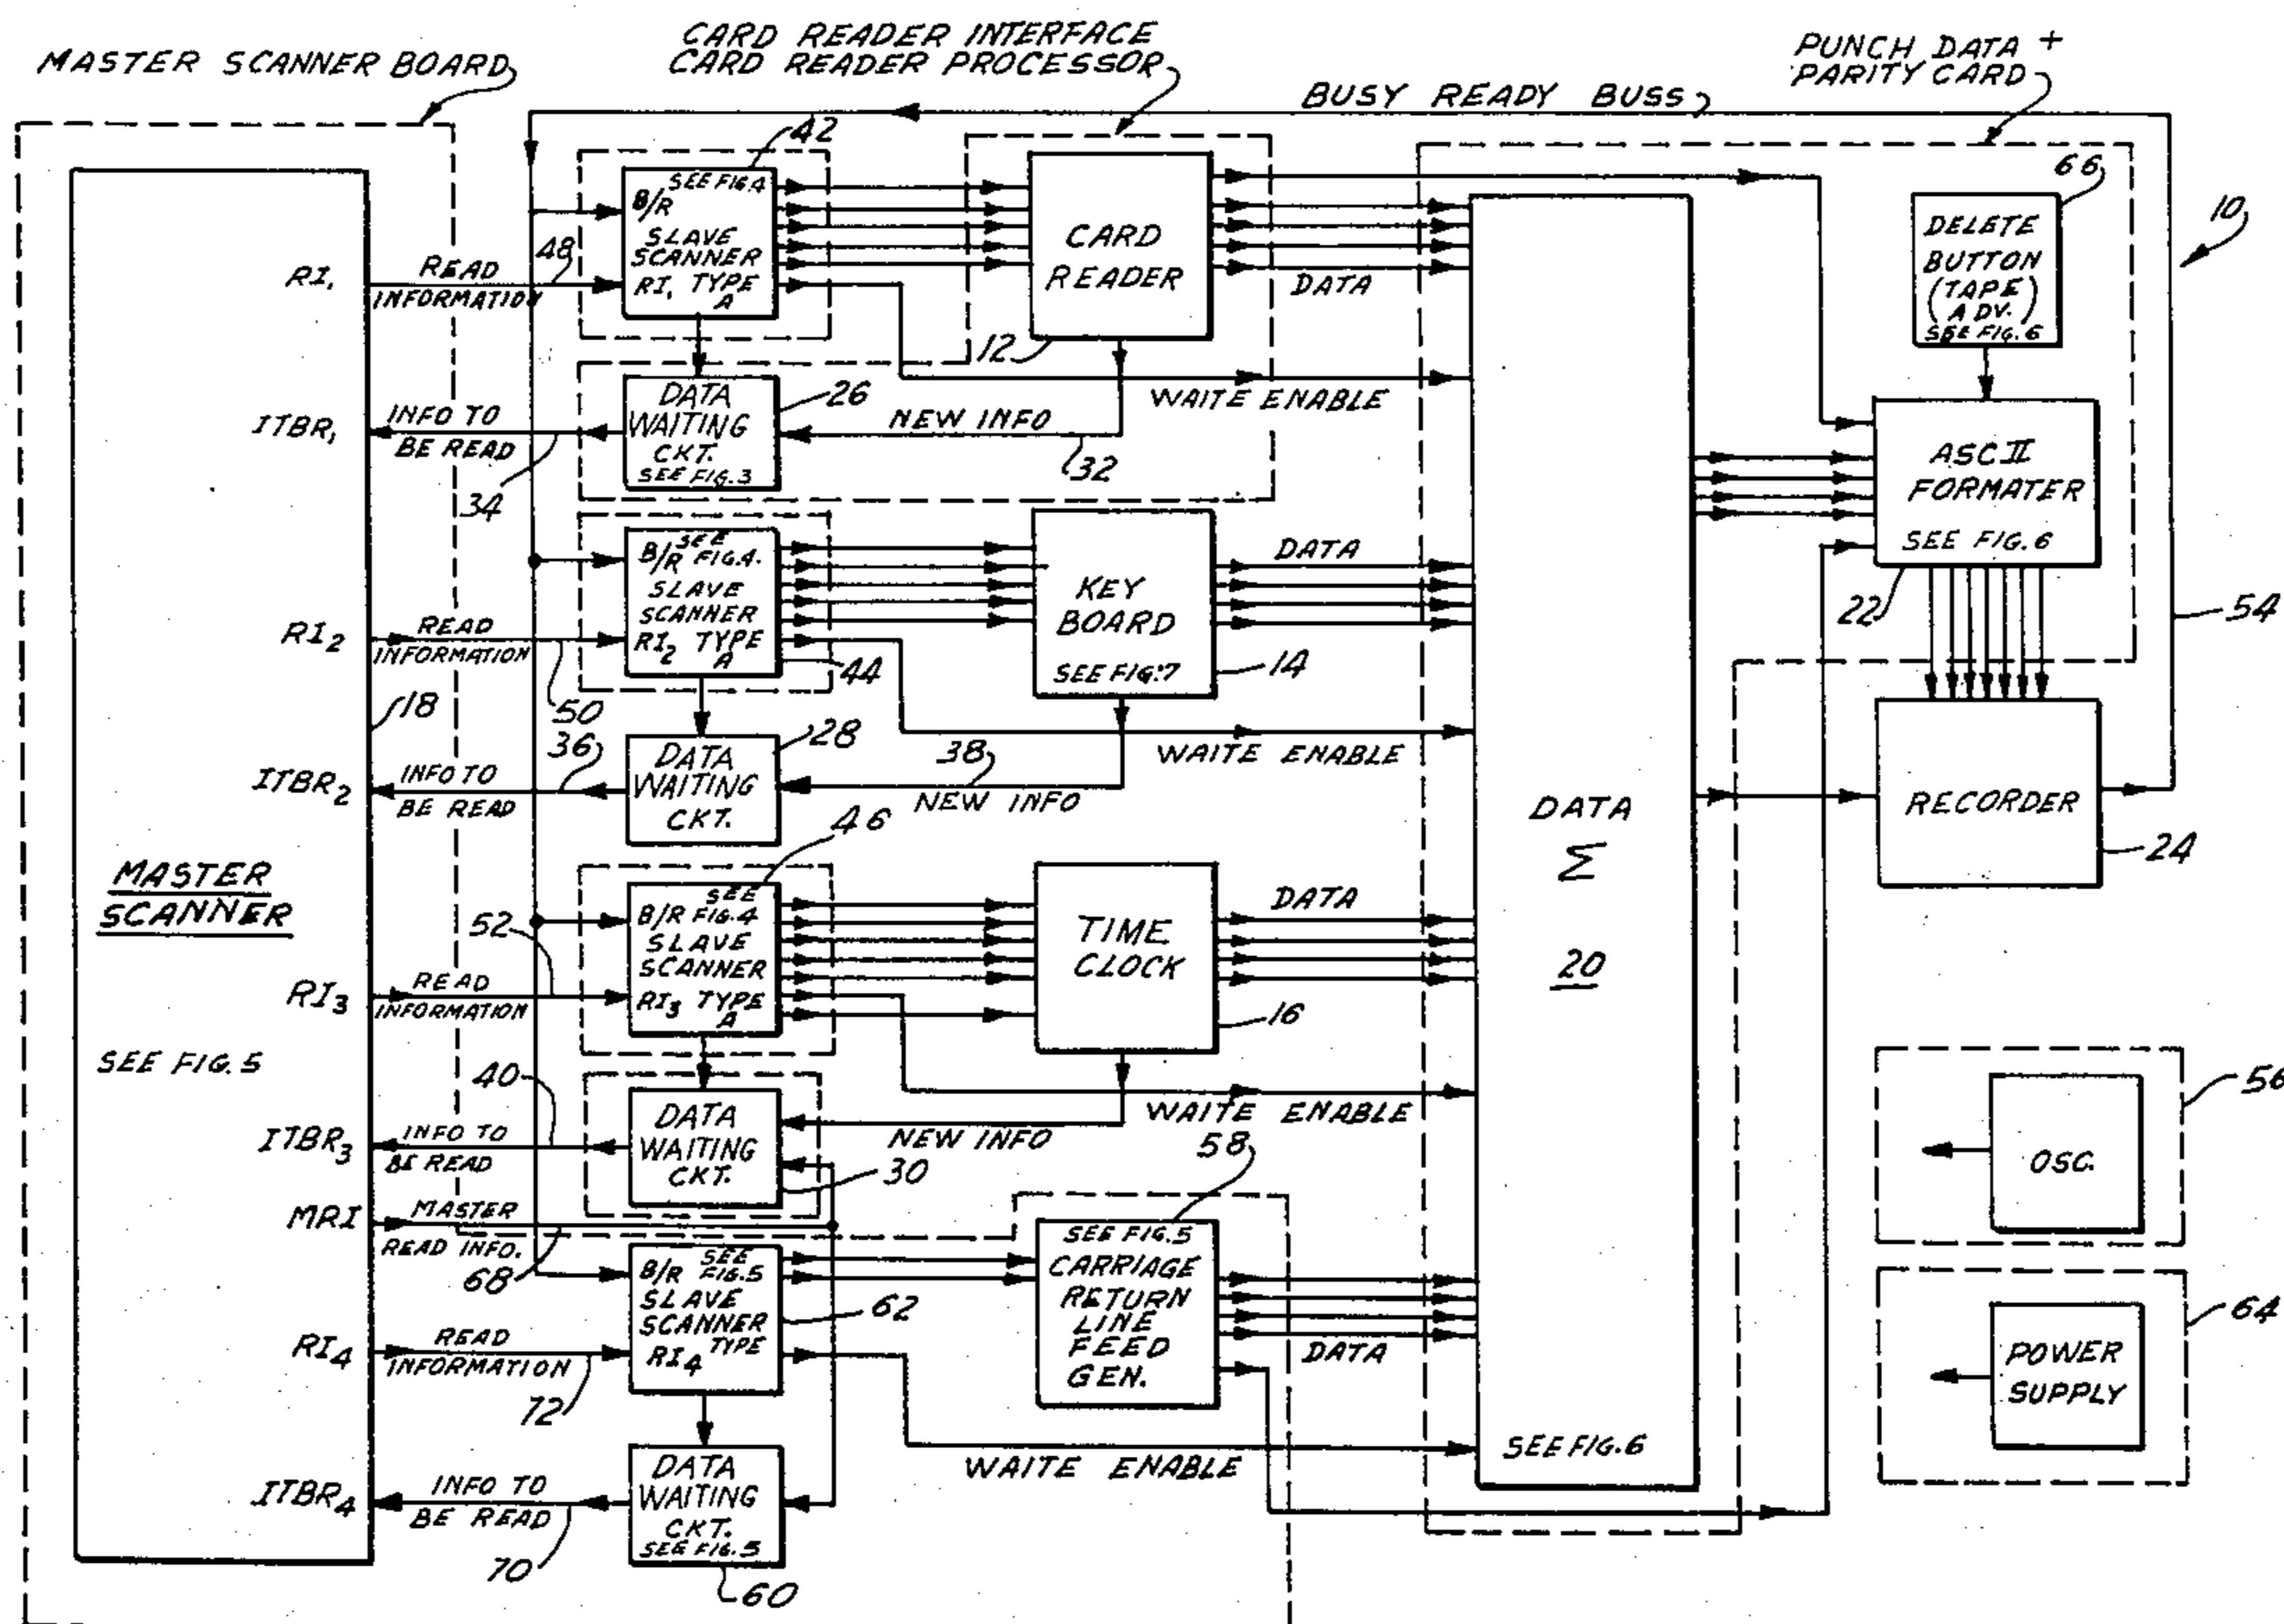 MASTER SCANNER BOARD
CARD READER INTERFACE
CARD READER PROCESSOR
BUSY READY BUSS
PUNCH DATA +
PARITY CARD
10
MASTER
SCANNER
SEE FIG. 5
18
RI1
READ
INFORMATION
48
42
SEE FIG.4
B/R
SLAVE
SCANNER
RI1 TYPE
A
CARD
READER
12
DATA
WAITE ENABLE
ITBR1
INFO TO
BE READ
34
DATA
WAITING
CKT.
SEE FIG.3
26
NEW INFO
32
RI2
READ
INFORMATION
50
B/R SEE
FIG.4.
SLAVE
SCANNER
RI2 TYPE
A
44
KEY
BOARD
SEE FIG.7
14
DATA
WAITE ENABLE
ITBR2
INFO TO
BE READ
36
DATA
WAITING
CKT.
28
38
NEW INFO
RI3
READ
INFORMATION
52
46
SEE
B/R FIG.4
SLAVE
SCANNER
RI3 TYPE
A
TIME
CLOCK
16
DATA
WAITE ENABLE
ITBR3
INFO TO
BE READ
40
DATA
WAITING
CKT.
30
NEW INFO
MRI
MASTER
READ INFO.
68
RI4
READ
INFORMATION
72
SEE
B/R FIG.5
SLAVE
SCANNER
RI4 TYPE
62
58
SEE FIG.5
CARRIAGE
RETURN
LINE
FEED
GEN.
DATA
WAITE ENABLE
ITBR4
INFO TO
BE READ
70
DATA
WAITING
CKT.
SEE FIG.5
60
DATA
Σ
20
SEE FIG.6
66
DELETE
BUTTON
(TAPE
ADV.)
SEE FIG.6
ASCII
FORMATER
SEE FIG.6
22
54
RECORDER
24
OSC.
56
POWER
SUPPLY
64